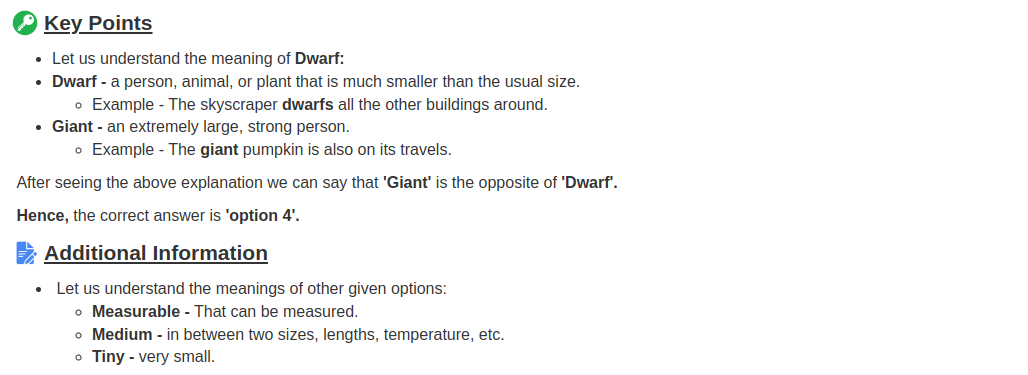 Key Points
• Let us understand the meaning of Dwarf:
• Dwarf - a person, animal, or plant that is much smaller than the usual size.
◦ Example - The skyscraper dwarfs all the other buildings around.
• Giant - an extremely large, strong person.
◦ Example - The giant pumpkin is also on its travels.
After seeing the above explanation we can say that 'Giant' is the opposite of 'Dwarf'.
Hence, the correct answer is 'option 4'.
Additional Information
• Let us understand the meanings of other given options:
◦ Measurable - That can be measured.
◦ Medium - in between two sizes, lengths, temperature, etc.
◦ Tiny - very small.